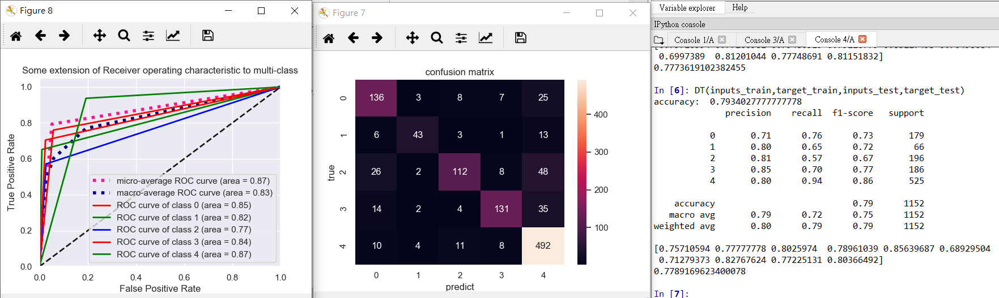 Figure 8
Some extension of Receiver operating characteristic to multi-class
True Positive Rate
1.0
0.8
0.6
0.4
0.2
0.0
micro-average ROC curve (area = 0.87)
macro-average ROC curve (area = 0.83)
ROC curve of class 0 (area = 0.85)
ROC curve of class 1 (area = 0.82)
ROC curve of class 2 (area = 0.77)
ROC curve of class 3 (area = 0.84)
ROC curve of class 4 (area = 0.87)
0.0 0.2 0.4 0.6 0.8 1.0
False Positive Rate
Figure 7
confusion matrix
true
0 136 3 8 7 25
1 6 43 3 1 13
2 26 2 112 8 48
3 14 2 4 131 35
4 10 4 11 8 492
0 1 2 3 4
predict
400
300
200
100
Variable explorer Help
IPython console
Console 1/A Console 3/A Console 4/A
0.6997389 0.81201044 0.77748691 0.81151832]
0.7773619102382455
In [6]: DT(inputs_train,target_train,inputs_test,target_test)
accuracy: 0.7934027777777778
precision recall f1-score support
0 0.71 0.76 0.73 179
1 0.80 0.65 0.72 66
2 0.81 0.57 0.67 196
3 0.85 0.70 0.77 186
4 0.80 0.94 0.86 525
accuracy 0.79 1152
macro avg 0.79 0.72 0.75 1152
weighted avg 0.80 0.79 0.79 1152
[0.75710594 0.77777778 0.8025974 0.78961039 0.85639687 0.68929504
0.71279373 0.82767624 0.77225131 0.80366492]
0.7789169623400078
In [7]: